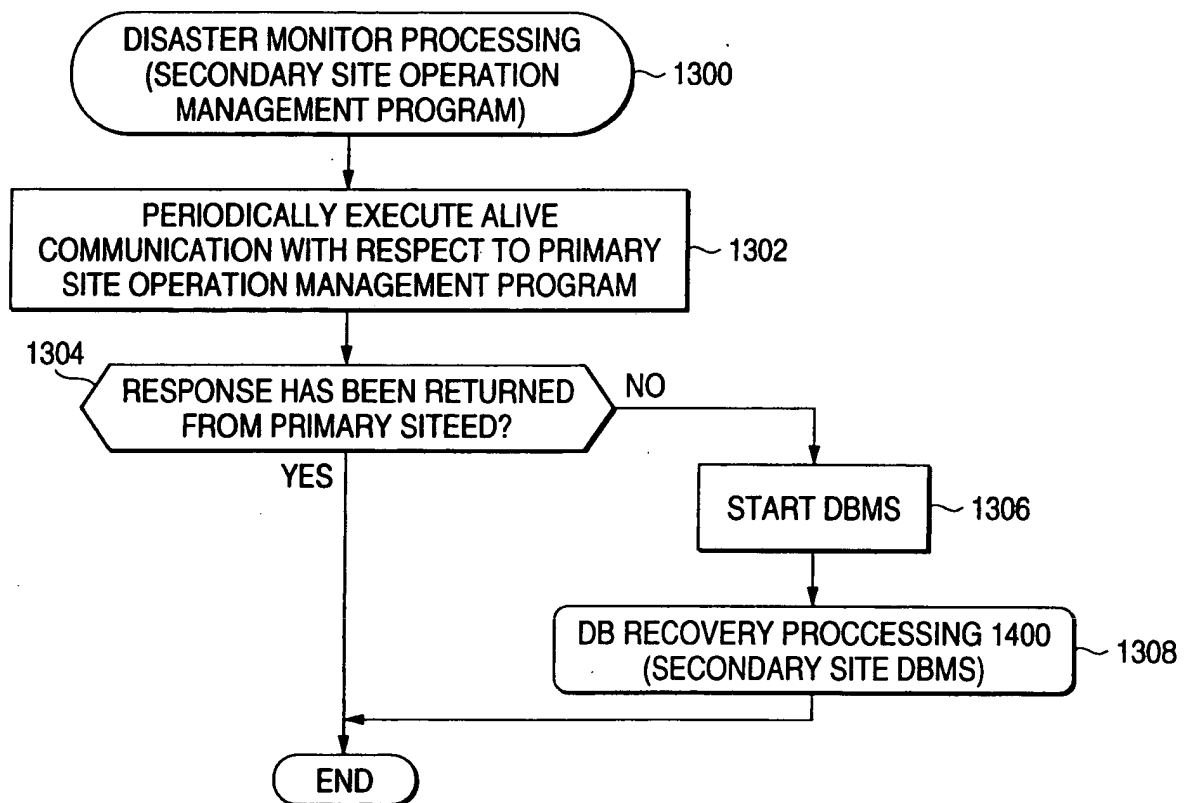 DISASTER MONITOR PROCESSING
(SECONDARY SITE OPERATION
MANAGEMENT PROGRAM)
1300
PERIODICALLY EXECUTE ALIVE
COMMUNICATION WITH RESPECT TO PRIMARY
SITE OPERATION MANAGEMENT PROGRAM
1302
1304
RESPONSE HAS BEEN RETURNED
FROM PRIMARY SITEED?
NO
YES
START DBMS
1306
DB RECOVERY PROCCESSING 1400
(SECONDARY SITE DBMS)
1308
END